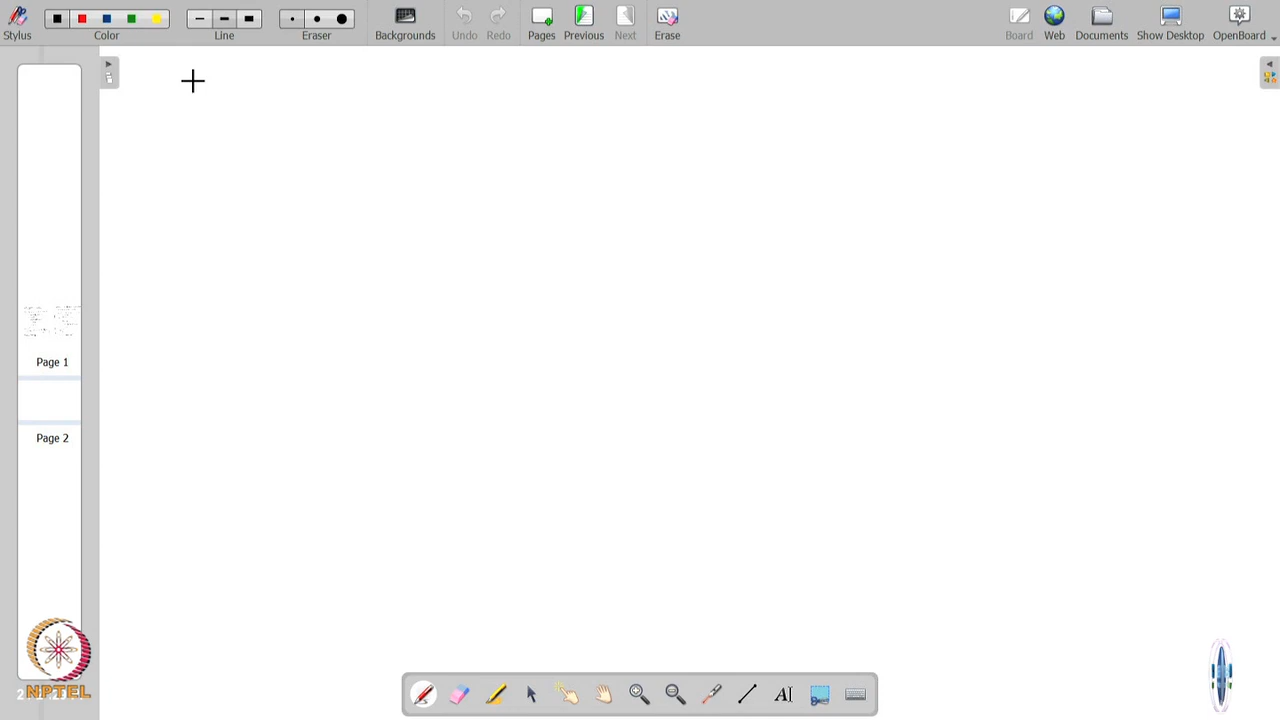 Stylus Color Line Eraser Backgrounds Undo Redo Pages Previous Next Erase Board Web Documents Show Desktop OpenBoard
Page 1
Page 2
NPTEL
AI